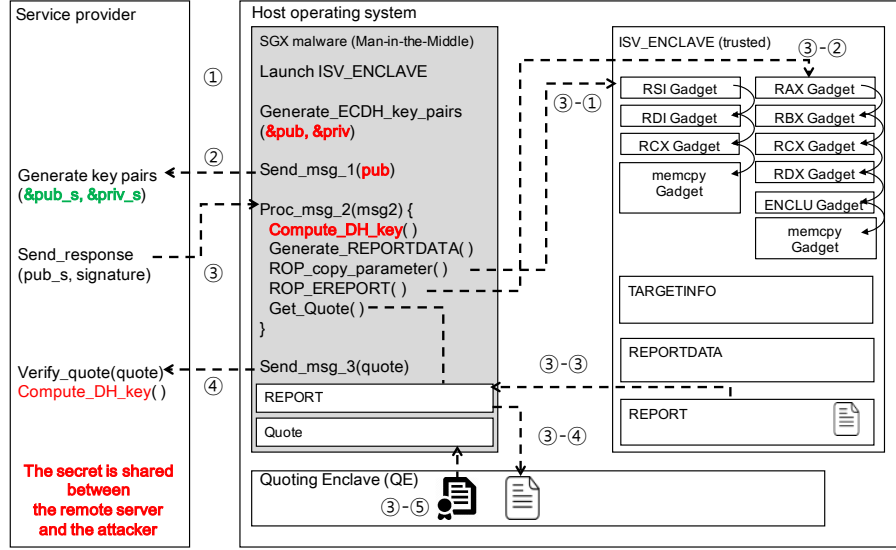 Service provider
Generate key pairs
(&pub_s, &priv_s)
Send_response
(pub_s, signature)
Verify_quote(quote)
Compute_DH_key( )
The secret is shared
between
the remote server
and the attacker
①
②
③
④
Host operating system
SGX malware (Man-in-the-Middle)
Launch ISV_ENCLAVE
Generate_ECDH_key_pairs
(&pub, &priv)
Send_msg_1(pub)
Proc_msg_2(msg2) {
Compute_DH_key( )
Generate_REPORTDATA( )
ROP_copy_parameter( )
ROP_EREPORT( )
Get_Quote( )
}
Send_msg_3(quote)
REPORT
Quote
③-①
③-②
③-③
③-④
ISV_ENCLAVE (trusted)
RSI Gadget
RDI Gadget
RCX Gadget
memcpy
Gadget
RAX Gadget
RBX Gadget
RCX Gadget
RDX Gadget
ENCLU Gadget
memcpy
Gadget
TARGETINFO
REPORTDATA
REPORT
Quoting Enclave (QE)
③-⑤